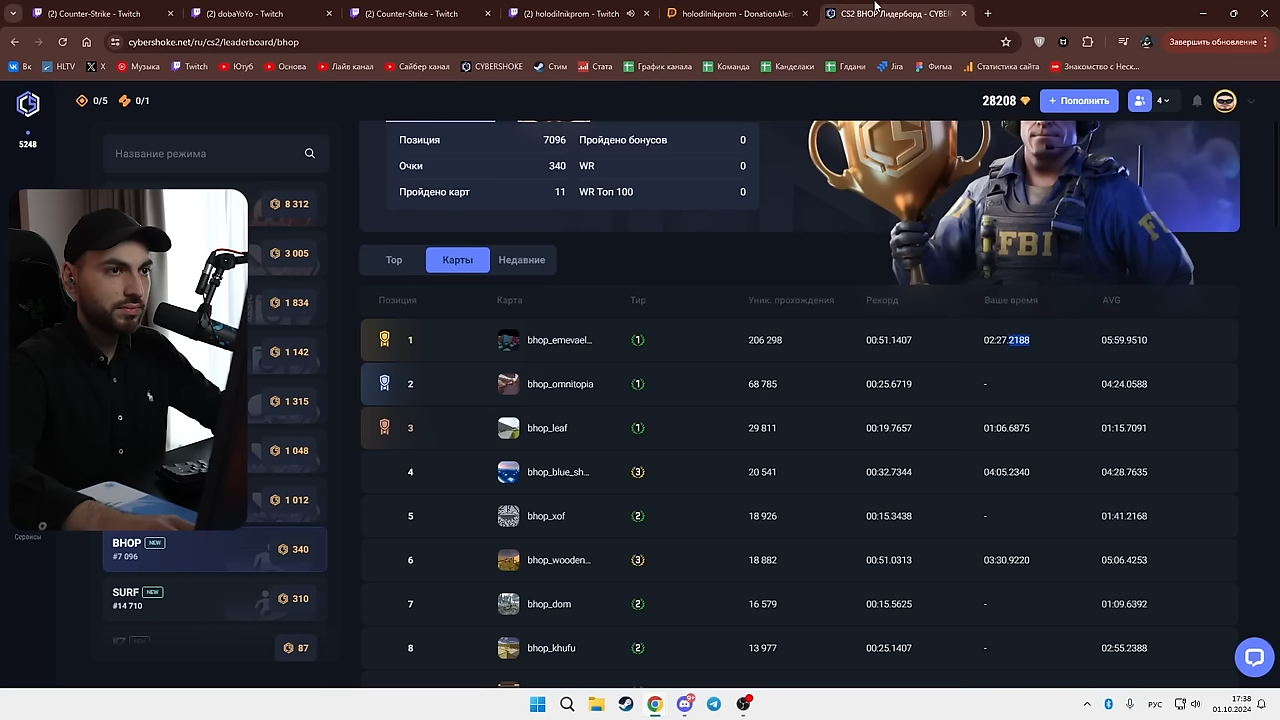 (2) Counter-Strike - Twitch
(2) dobaYoYo - Twitch
(2) Counter-Strike - Twitch
(2) holodilnikprom - Twitch
holodilnikprom - DonationAler
CS2 BHOP Лидерборд - CYBER
cybershoke.net/ru/cs2/leaderboard/bhop
Завершить обновление
Вк
HLTV
X
Музыка
Twitch
Ютуб
Основа
Лайв канал
Сайбер канал
CYBERSHOKE
Стим
Стата
График канала
Команда
Канделаки
Глдани
Jira
Фигма
Статистика сайта
Знакомство с Неск...
0/5
0/1
28208
+ Пополнить
4
5248
Название режима
8 312
3 005
1 834
1 142
1 315
1 048
1 012
Сервисы
BHOP NEW
#7 096
340
SURF NEW
#14 710
310
KZ NEW
87
Позиция 7096 Пройдено бонусов 0
Очки 340 WR 0
Пройдено карт 11 WR Топ 100 0
FBI
Top Карты Недавние
Позиция Карта Тир Уник. прохождения Рекорд Ваше время AVG
1 bhop_emevael... 1 206 298 00:51.1407 02:27.2188 05:59.9510
2 bhop_omnitopia 1 68 785 00:25.6719 - 04:24.0588
3 bhop_leaf 1 29 811 00:19.7657 01:06.6875 01:15.7091
4 bhop_blue_sh... 3 20 541 00:32.7344 04:05.2340 04:28.7635
5 bhop_xof 2 18 926 00:15.3438 - 01:41.2168
6 bhop_wooden... 3 18 882 00:51.0313 03:30.9220 05:06.4253
7 bhop_dom 2 16 579 00:15.5625 - 01:09.6392
8 bhop_khufu 2 13 977 00:25.1407 - 02:55.2388
РУС
17:38
01.10.2024